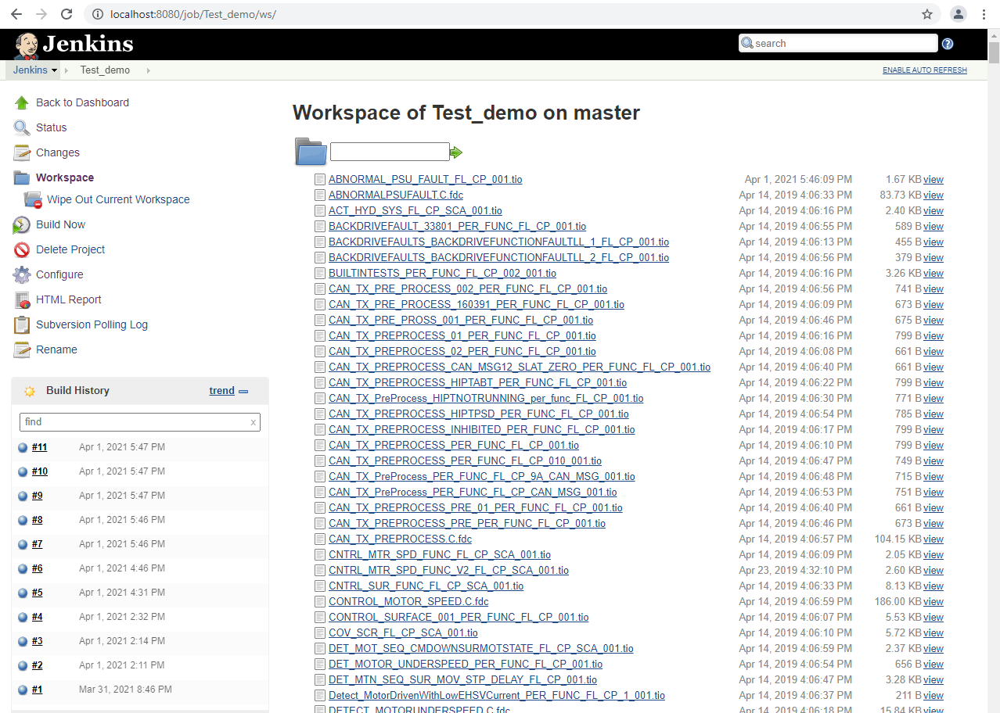 localhost:8080/job/Test_demo/ws/
Jenkins
search
?
Jenkins
Test_demo
ENABLE AUTO REFRESH
Back to Dashboard
Status
Changes
Workspace
Wipe Out Current Workspace
Build Now
Delete Project
Configure
HTML Report
Subversion Polling Log
Rename
Build History trend
find x
#11 Apr 1, 2021 5:47 PM
#10 Apr 1, 2021 5:47 PM
#9 Apr 1, 2021 5:47 PM
#8 Apr 1, 2021 5:46 PM
#7 Apr 1, 2021 5:46 PM
#6 Apr 1, 2021 4:46 PM
#5 Apr 1, 2021 4:31 PM
#4 Apr 1, 2021 2:32 PM
#3 Apr 1, 2021 2:14 PM
#2 Apr 1, 2021 2:11 PM
#1 Mar 31, 2021 8:46 PM
Workspace of Test_demo on master
ABNORMAL_PSU_FAULT_FL_CP_001.tio Apr 1, 2021 5:46:09 PM 1.67 KB view
ABNORMALPSUFAULT.C.fdc Apr 14, 2019 4:06:33 PM 83.73 KB view
ACT_HYD_SYS_FL_CP_SCA_001.tio Apr 14, 2019 4:06:16 PM 2.40 KB view
BACKDRIVEFAULT_33801_PER_FUNC_FL_CP_001.tio Apr 14, 2019 4:06:55 PM 589 B view
BACKDRIVEFAULTS_BACKDRIVEFUNCTIONFAULTLL_1_FL_CP_001.tio Apr 14, 2019 4:06:13 PM 455 B view
BACKDRIVEFAULTS_BACKDRIVEFUNCTIONFAULTLL_2_FL_CP_001.tio Apr 14, 2019 4:06:56 PM 379 B view
BUILTINTESTS_PER_FUNC_FL_CP_002_001.tio Apr 14, 2019 4:06:16 PM 3.26 KB view
CAN_TX_PRE_PROCESS_002_PER_FUNC_FL_CP_001.tio Apr 14, 2019 4:06:56 PM 741 B view
CAN_TX_PRE_PROCESS_160391_PER_FUNC_FL_CP_001.tio Apr 14, 2019 4:06:09 PM 673 B view
CAN_TX_PRE_PROSS_001_PER_FUNC_FL_CP_001.tio Apr 14, 2019 4:06:46 PM 675 B view
CAN_TX_PREPROCESS_01_PER_FUNC_FL_CP_001.tio Apr 14, 2019 4:06:16 PM 799 B view
CAN_TX_PREPROCESS_02_PER_FUNC_FL_CP_001.tio Apr 14, 2019 4:06:08 PM 661 B view
CAN_TX_PREPROCESS_CAN_MSG12_SLAT_ZERO_PER_FUNC_FL_CP_001.tio Apr 14, 2019 4:06:40 PM 661 B view
CAN_TX_PREPROCESS_HIPTABT_PER_FUNC_FL_CP_001.tio Apr 14, 2019 4:06:22 PM 799 B view
CAN_TX_PreProcess_HIPTNOTRUNNING_per_func_FL_CP_001.tio Apr 14, 2019 4:06:30 PM 771 B view
CAN_TX_PREPROCESS_HIPTPSD_PER_FUNC_FL_CP_001.tio Apr 14, 2019 4:06:54 PM 785 B view
CAN_TX_PREPROCESS_INHIBITED_PER_FUNC_FL_CP_001.tio Apr 14, 2019 4:06:17 PM 799 B view
CAN_TX_PREPROCESS_PER_FUNC_FL_CP_001.tio Apr 14, 2019 4:06:10 PM 799 B view
CAN_TX_PREPROCESS_PER_FUNC_FL_CP_010_001.tio Apr 14, 2019 4:06:47 PM 749 B view
CAN_TX_PreProcess_PER_FUNC_FL_CP_9A_CAN_MSG_001.tio Apr 14, 2019 4:06:48 PM 715 B view
CAN_TX_PreProcess_PER_FUNC_FL_CP_CAN_MSG_001.tio Apr 14, 2019 4:06:53 PM 751 B view
CAN_TX_PREPROCESS_PRE_01_PER_FUNC_FL_CP_001.tio Apr 14, 2019 4:06:40 PM 661 B view
CAN_TX_PREPROCESS_PRE_PER_FUNC_FL_CP_001.tio Apr 14, 2019 4:06:46 PM 673 B view
CAN_TX_PREPROCESS.C.fdc Apr 14, 2019 4:06:57 PM 104.15 KB view
CNTRL_MTR_SPD_FUNC_FL_CP_SCA_001.tio Apr 14, 2019 4:06:09 PM 2.05 KB view
CNTRL_MTR_SPD_FUNC_V2_FL_CP_SCA_001.tio Apr 23, 2019 4:32:10 PM 2.60 KB view
CNTRL_SUR_FUNC_FL_CP_SCA_001.tio Apr 14, 2019 4:06:33 PM 8.13 KB view
CONTROL_MOTOR_SPEED.C.fdc Apr 14, 2019 4:06:59 PM 186.00 KB view
CONTROL_SURFACE_001_PER_FUNC_FL_CP_001.tio Apr 14, 2019 4:06:07 PM 5.53 KB view
COV_SCR_FL_CP_SCA_001.tio Apr 14, 2019 4:06:10 PM 5.72 KB view
DET_MOT_SEQ_CMDOWNSURMOTSTATE_FL_CP_SCA_001.tio Apr 14, 2019 4:06:59 PM 2.37 KB view
DET_MOTOR_UNDERSPEED_PER_FUNC_FL_CP_001.tio Apr 14, 2019 4:06:54 PM 656 B view
DET_MTN_SEQ_SUR_MOV_STP_DELAY_FL_CP_001.tio Apr 14, 2019 4:06:47 PM 3.28 KB view
Detect_MotorDrivenWithLowEHSVCurrent_PER_FUNC_FL_CP_1_001.tio Apr 14, 2019 4:06:37 PM 211 B view
DETECT_MOTORUNDERSPEED.C.fdc Apr 14, 2019 4:06:18 PM 15.84 KB view